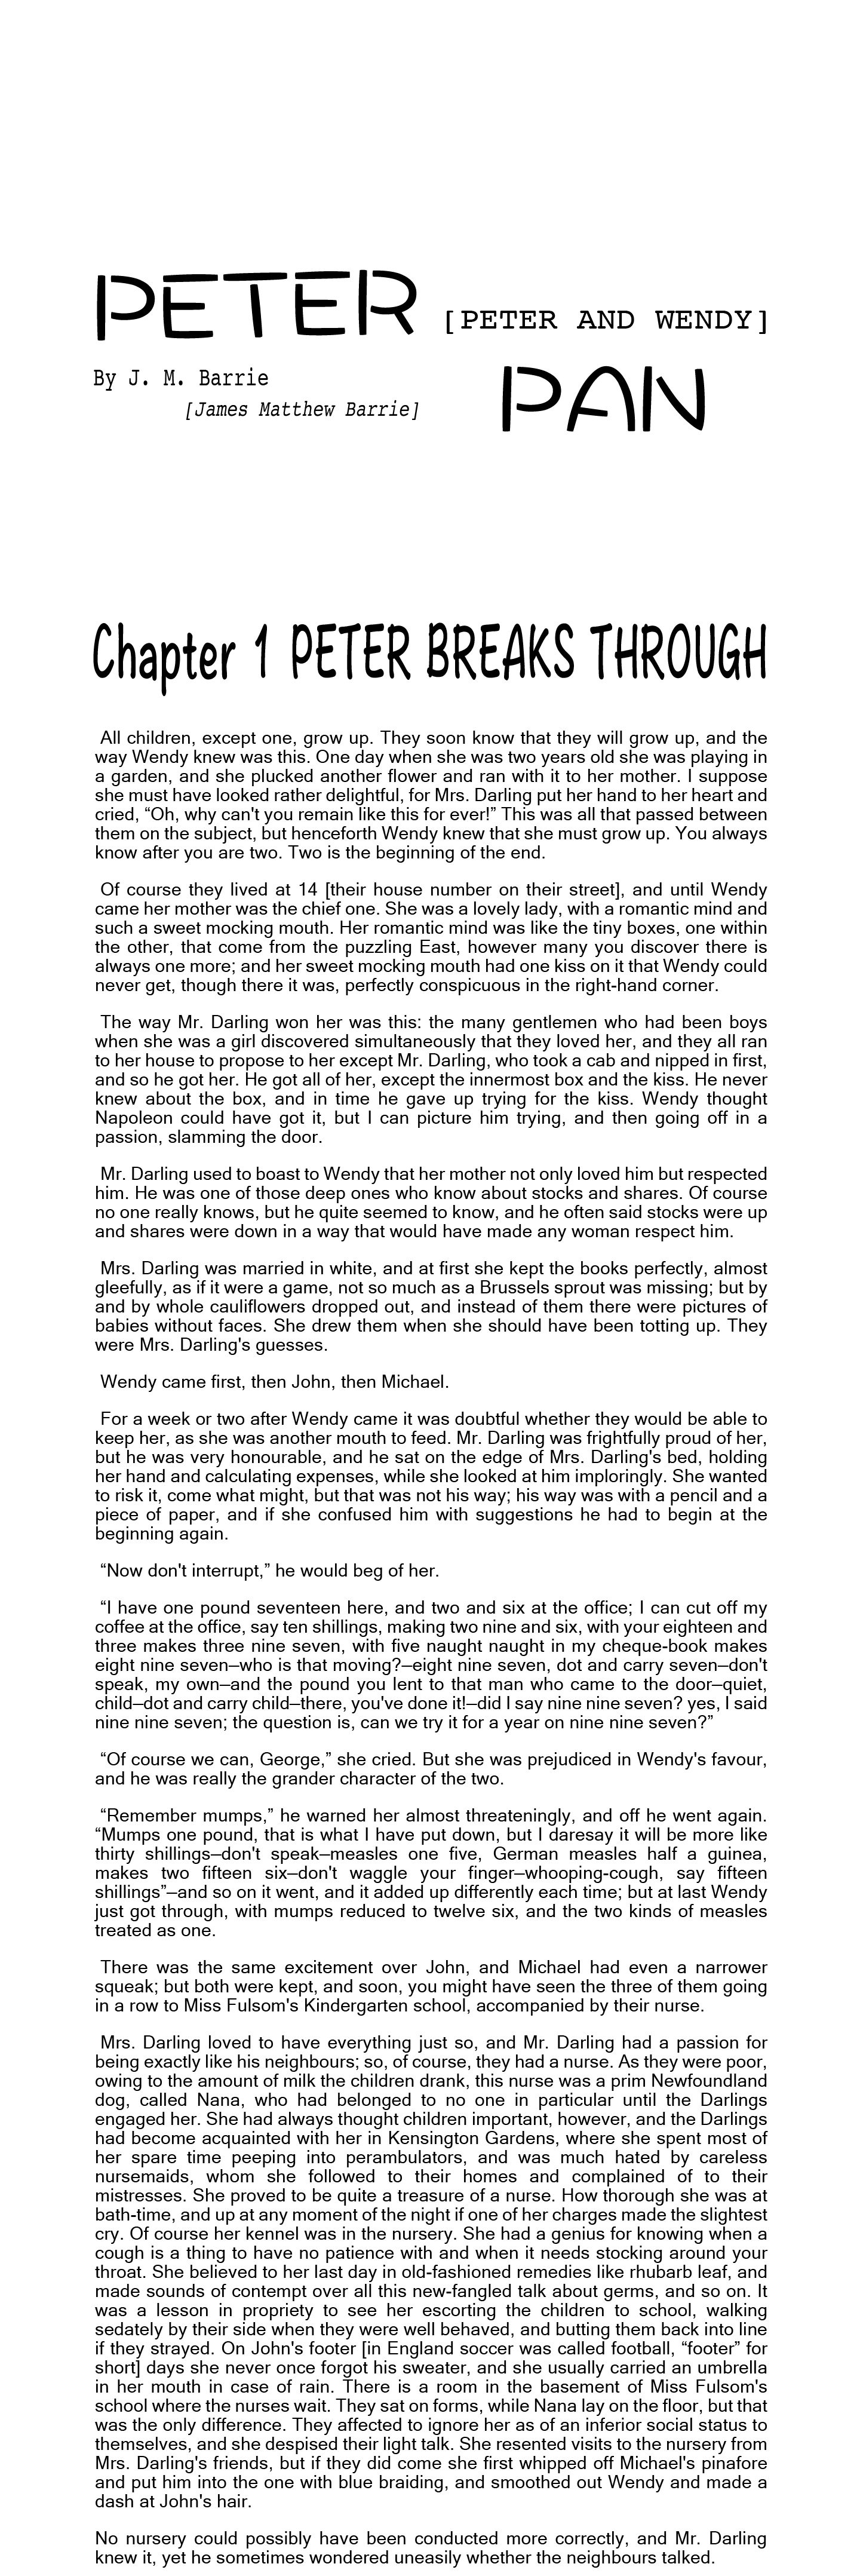 PETER [PETER AND WENDY]
By J. M. Barrie PAN
[James Matthew Barrie]
Chapter 1 PETER BREAKS THROUGH
All children, except one, grow up. They soon know that they will grow up, and the
way Wendy knew was this. One day when she was two years old she was playing in
a garden, and she plucked another flower and ran with it to her mother. I suppose
she must have looked rather delightful, for Mrs. Darling put her hand to her heart and
cried, “Oh, why can't you remain like this for ever!” This was all that passed between
them on the subject, but henceforth Wendy knew that she must grow up. You always
know after you are two. Two is the beginning of the end.
Of course they lived at 14 [their house number on their street], and until Wendy
came her mother was the chief one. She was a lovely lady, with a romantic mind and
such a sweet mocking mouth. Her romantic mind was like the tiny boxes, one within
the other, that come from the puzzling East, however many you discover there is
always one more; and her sweet mocking mouth had one kiss on it that Wendy could
never get, though there it was, perfectly conspicuous in the right-hand corner.
The way Mr. Darling won her was this: the many gentlemen who had been boys
when she was a girl discovered simultaneously that they loved her, and they all ran
to her house to propose to her except Mr. Darling, who took a cab and nipped in first,
and so he got her. He got all of her, except the innermost box and the kiss. He never
knew about the box, and in time he gave up trying for the kiss. Wendy thought
Napoleon could have got it, but I can picture him trying, and then going off in a
passion, slamming the door.
Mr. Darling used to boast to Wendy that her mother not only loved him but respected
him. He was one of those deep ones who know about stocks and shares. Of course
no one really knows, but he quite seemed to know, and he often said stocks were up
and shares were down in a way that would have made any woman respect him.
Mrs. Darling was married in white, and at first she kept the books perfectly, almost
gleefully, as if it were a game, not so much as a Brussels sprout was missing; but by
and by whole cauliflowers dropped out, and instead of them there were pictures of
babies without faces. She drew them when she should have been totting up. They
were Mrs. Darling's guesses.
Wendy came first, then John, then Michael.
For a week or two after Wendy came it was doubtful whether they would be able to
keep her, as she was another mouth to feed. Mr. Darling was frightfully proud of her,
but he was very honourable, and he sat on the edge of Mrs. Darling's bed, holding
her hand and calculating expenses, while she looked at him imploringly. She wanted
to risk it, come what might, but that was not his way; his way was with a pencil and a
piece of paper, and if she confused him with suggestions he had to begin at the
beginning again.
“Now don't interrupt,” he would beg of her.
“I have one pound seventeen here, and two and six at the office; I can cut off my
coffee at the office, say ten shillings, making two nine and six, with your eighteen and
three makes three nine seven, with five naught naught in my cheque-book makes
eight nine seven—who is that moving?—eight nine seven, dot and carry seven—don't
speak, my own—and the pound you lent to that man who came to the door—quiet,
child—dot and carry child—there, you've done it!—did I say nine nine seven? yes, I said
nine nine seven; the question is, can we try it for a year on nine nine seven?”
“Of course we can, George,” she cried. But she was prejudiced in Wendy's favour,
and he was really the grander character of the two.
“Remember mumps,” he warned her almost threateningly, and off he went again.
“Mumps one pound, that is what I have put down, but I daresay it will be more like
thirty shillings—don't speak—measles one five, German measles half a guinea,
makes two fifteen six—don't waggle your finger—whooping-cough, say fifteen
shillings”—and so on it went, and it added up differently each time; but at last Wendy
just got through, with mumps reduced to twelve six, and the two kinds of measles
treated as one.
There was the same excitement over John, and Michael had even a narrower
squeak; but both were kept, and soon, you might have seen the three of them going
in a row to Miss Fulsom's Kindergarten school, accompanied by their nurse.
Mrs. Darling loved to have everything just so, and Mr. Darling had a passion for
being exactly like his neighbours; so, of course, they had a nurse. As they were poor,
owing to the amount of milk the children drank, this nurse was a prim Newfoundland
dog, called Nana, who had belonged to no one in particular until the Darlings
engaged her. She had always thought children important, however, and the Darlings
had become acquainted with her in Kensington Gardens, where she spent most of
her spare time peeping into perambulators, and was much hated by careless
nursemaids, whom she followed to their homes and complained of to their
mistresses. She proved to be quite a treasure of a nurse. How thorough she was at
bath-time, and up at any moment of the night if one of her charges made the slightest
cry. Of course her kennel was in the nursery. She had a genius for knowing when a
cough is a thing to have no patience with and when it needs stocking around your
throat. She believed to her last day in old-fashioned remedies like rhubarb leaf, and
made sounds of contempt over all this new-fangled talk about germs, and so on. It
was a lesson in propriety to see her escorting the children to school, walking
sedately by their side when they were well behaved, and butting them back into line
if they strayed. On John's footer [in England soccer was called football, “footer” for
short] days she never once forgot his sweater, and she usually carried an umbrella
in her mouth in case of rain. There is a room in the basement of Miss Fulsom's
school where the nurses wait. They sat on forms, while Nana lay on the floor, but that
was the only difference. They affected to ignore her as of an inferior social status to
themselves, and she despised their light talk. She resented visits to the nursery from
Mrs. Darling's friends, but if they did come she first whipped off Michael's pinafore
and put him into the one with blue braiding, and smoothed out Wendy and made a
dash at John's hair.
No nursery could possibly have been conducted more correctly, and Mr. Darling
knew it, yet he sometimes wondered uneasily whether the neighbours talked.